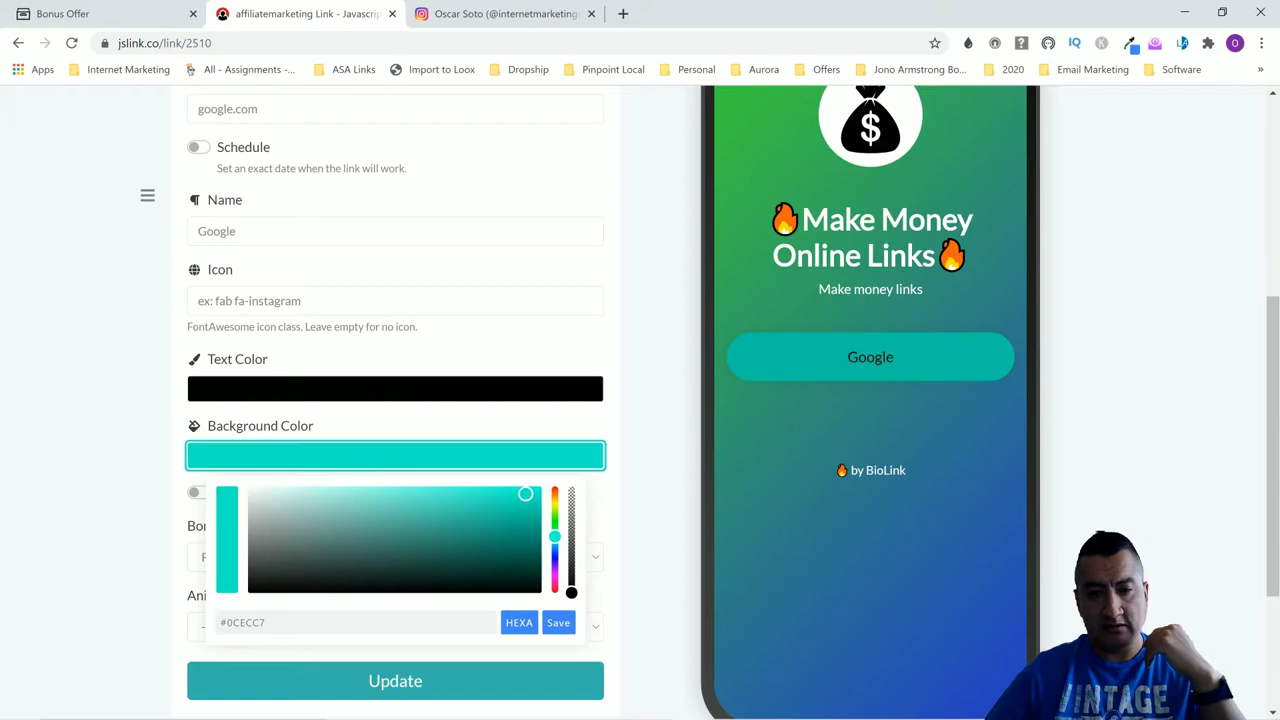 Bonus Offer
affiliatemarketing Link - Javascrip
Oscar Soto (@internetmarketing
jslink.co/link/2510
Apps
Internet Marketing
All - Assignments -...
ASA Links
Import to Loox
Dropship
Pinpoint Local
Personal
Aurora
Offers
Jono Armstrong Bo...
2020
Email Marketing
Software
»
google.com
Schedule
Set an exact date when the link will work.
Name
Google
Icon
ex: fab fa-instagram
FontAwesome icon class. Leave empty for no icon.
Text Color
Background Color
Bor
#0CECC7
HEXA
Save
Ani
Update
$
🔥Make Money
Online Links🔥
Make money links
Google
🔥 by BioLink
VINTAGE